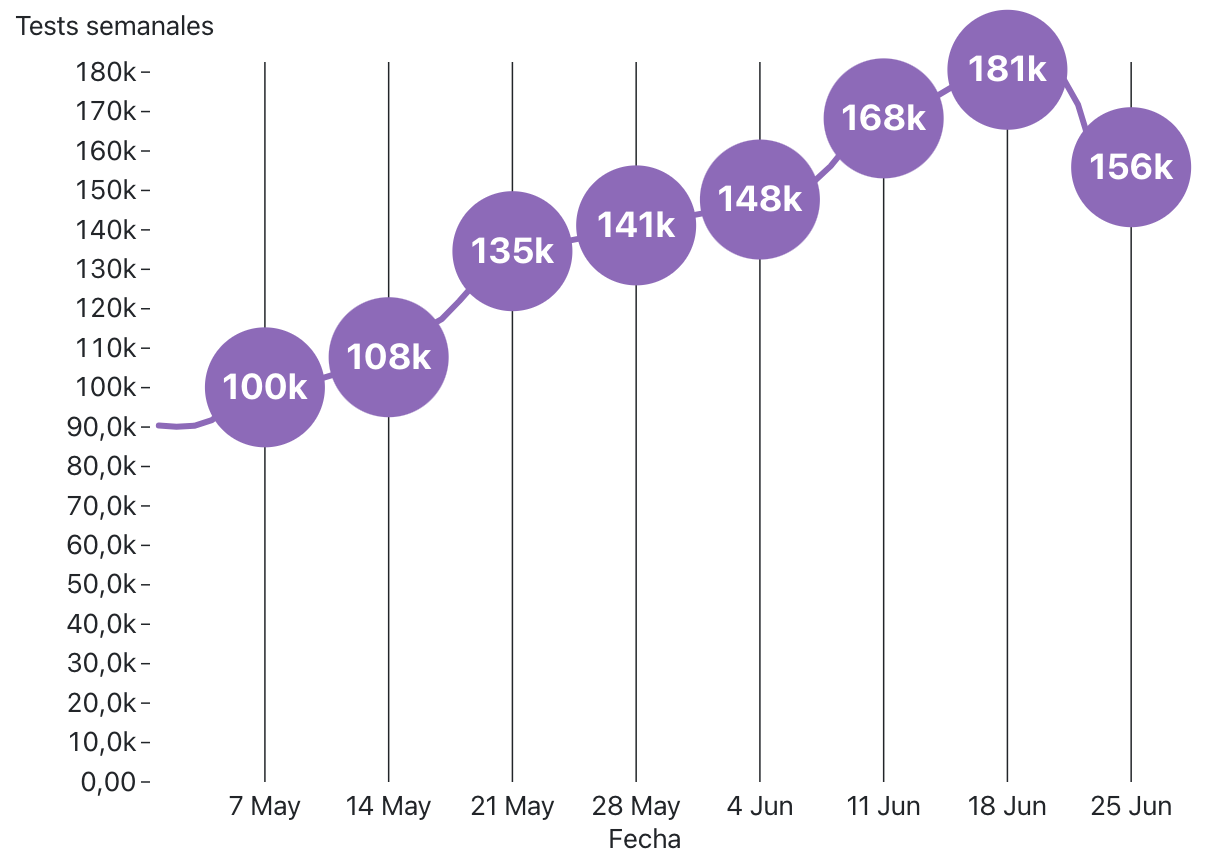 Tests semanales
180k
170k
160k
150k
140k
130k
120k
110k
100k
90,0k
80,0k
70,0k
60,0k
50,0k
40,0k
30,0k
20,0k
10,0k
0,00
100k
108k
135k
141k
148k
168k
181k
156k
7 May 14 May 21 May 28 May 4 Jun 11 Jun 18 Jun 25 Jun
Fecha